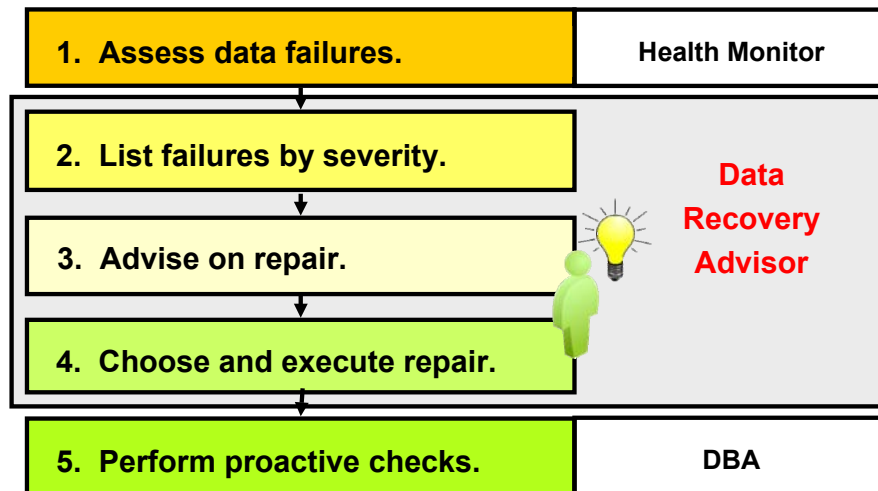 1. Assess data failures.
Health Monitor
2. List failures by severity.
Data
Recovery
Advisor
3. Advise on repair.
4. Choose and execute repair.
5. Perform proactive checks.
DBA